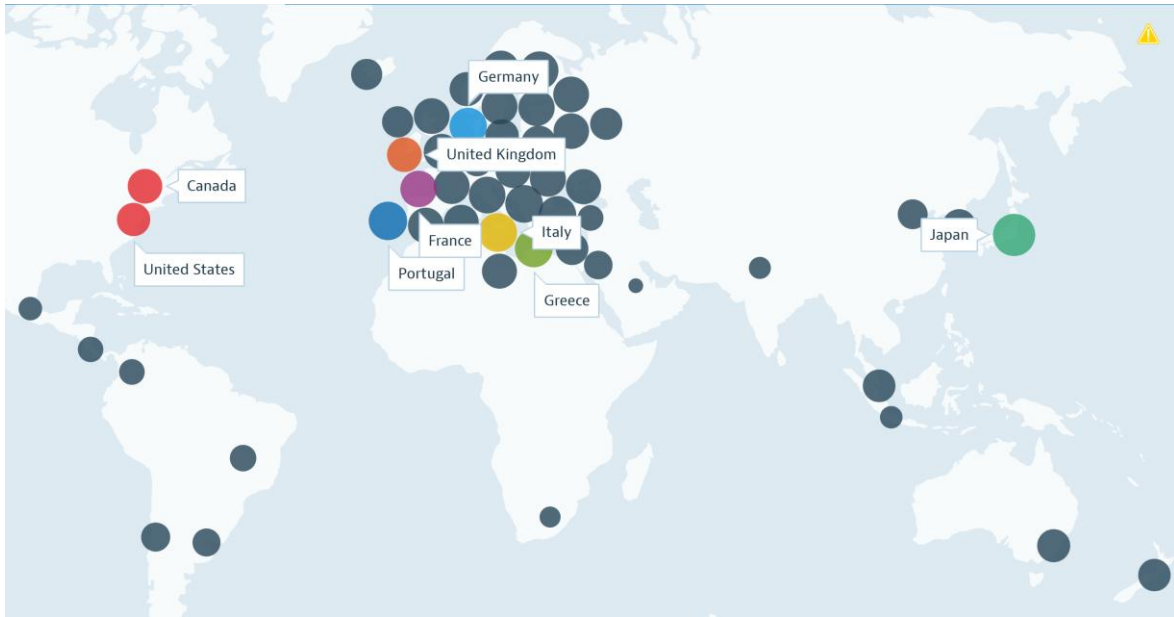 Germany
United Kingdom
Canada
France
Italy
Japan
United States
Portugal
Greece